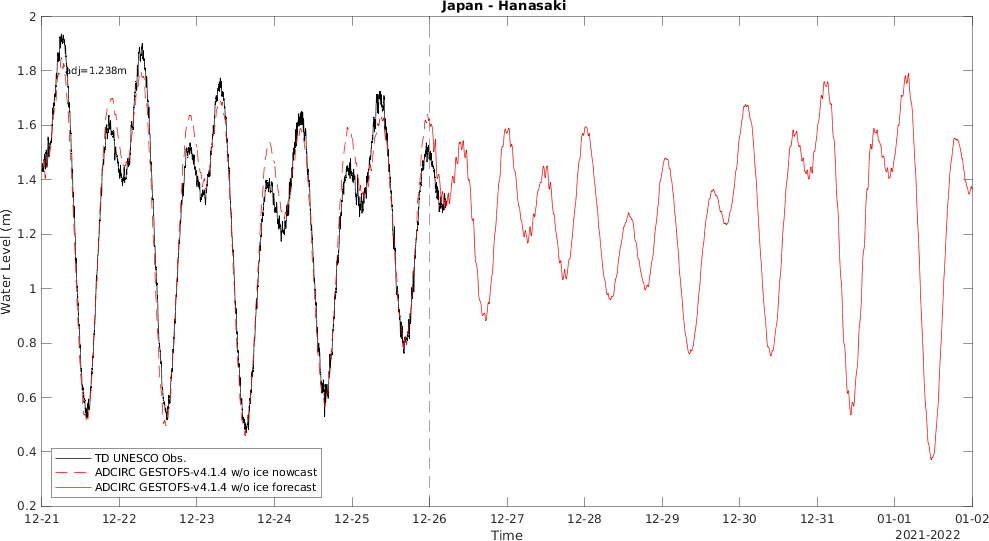 Japan - Hanasaki
2
1.8
1.6
1.4
1.2
1
0.8
0.6
0.4
0.2
Water Level (m)
adj=1.238m
TD UNESCO Obs.
ADCIRC GESTOFS-v4.1.4 w/o ice nowcast
ADCIRC GESTOFS-v4.1.4 w/o ice forecast
12-21 12-22 12-23 12-24 12-25 12-26 12-27 12-28 12-29 12-30 12-31 01-01 01-02
Time
2021-2022